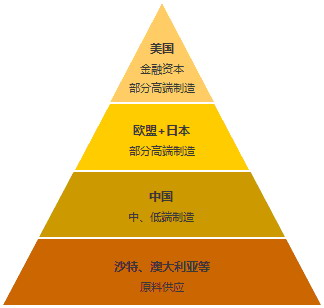 美国
金融资本
部分高端制造
欧盟+日本
部分高端制造
中国
中、低端制造
沙特、澳大利亚等
原料供应